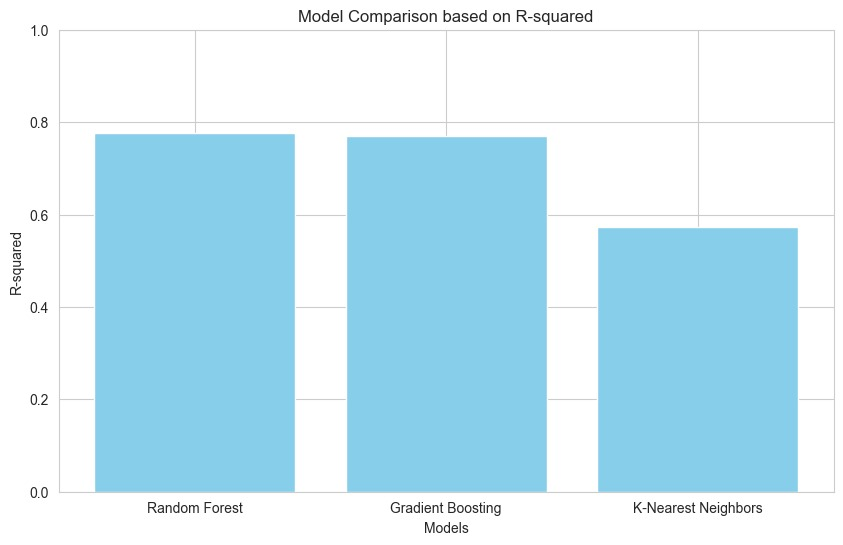 Model Comparison based on R-squared
1.0
0.8
0.6
0.4
0.2
0.0
R-squared
Random Forest
Gradient Boosting
K-Nearest Neighbors
Models